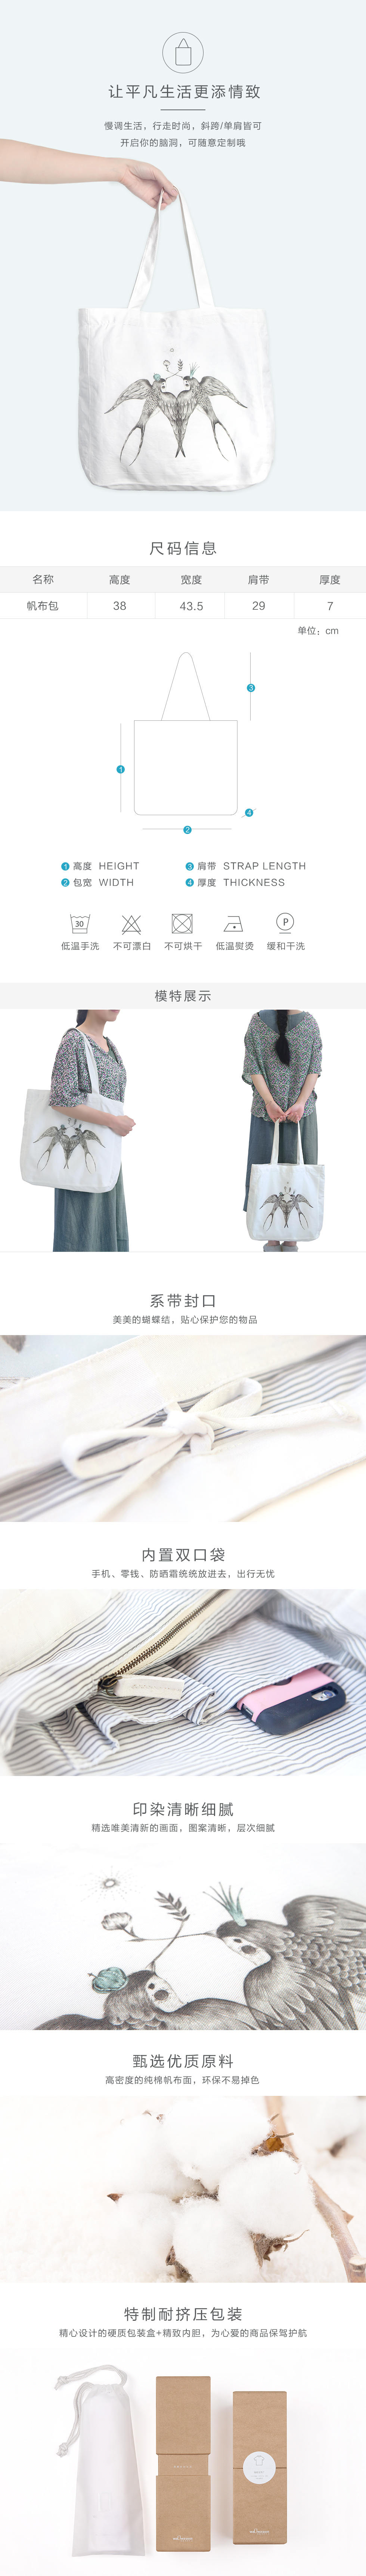 让平凡生活更添情致
慢调生活，行走时尚，斜跨/单肩皆可
开启你的脑洞，可随意定制哦
尺码信息
名称 高度 宽度 肩带 厚度
帆布包 38 43.5 29 7
单位：cm
3
1
4
2
1 高度 HEIGHT 3 肩带 STRAP LENGTH
2 包宽 WIDTH 4 厚度 THICKNESS
30 P
低温手洗 不可漂白 不可烘干 低温熨烫 缓和干洗
模特展示
系带封口
美美的蝴蝶结，贴心保护您的物品
内置双口袋
手机、零钱、防晒霜统统放进去，出行无忧
印染清晰细腻
精选唯美清新的画面，图案清晰，层次细腻
甄选优质原料
高密度的纯棉帆布面，环保不易掉色
特制耐挤压包装
精心设计的硬质包装盒+精致内胆，为心爱的商品保驾护航